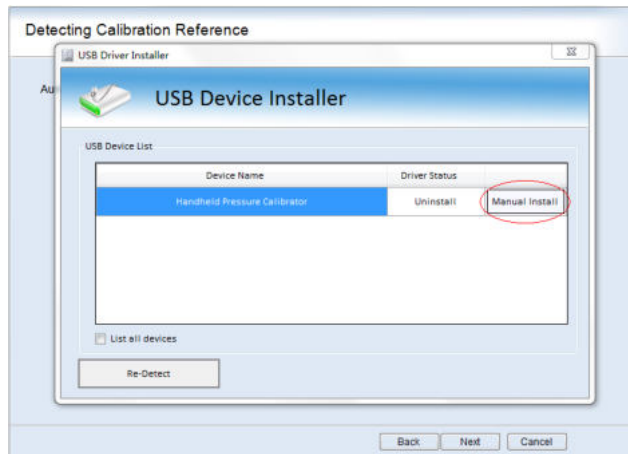 Detecting Calibration Reference
USB Driver Installer
Au
USB Device Installer
USB Device List
Device Name Driver Status
Handheld Pressure Calibrator Uninstall Manual Install
List all devices
Re-Detect
Back Next Cancel